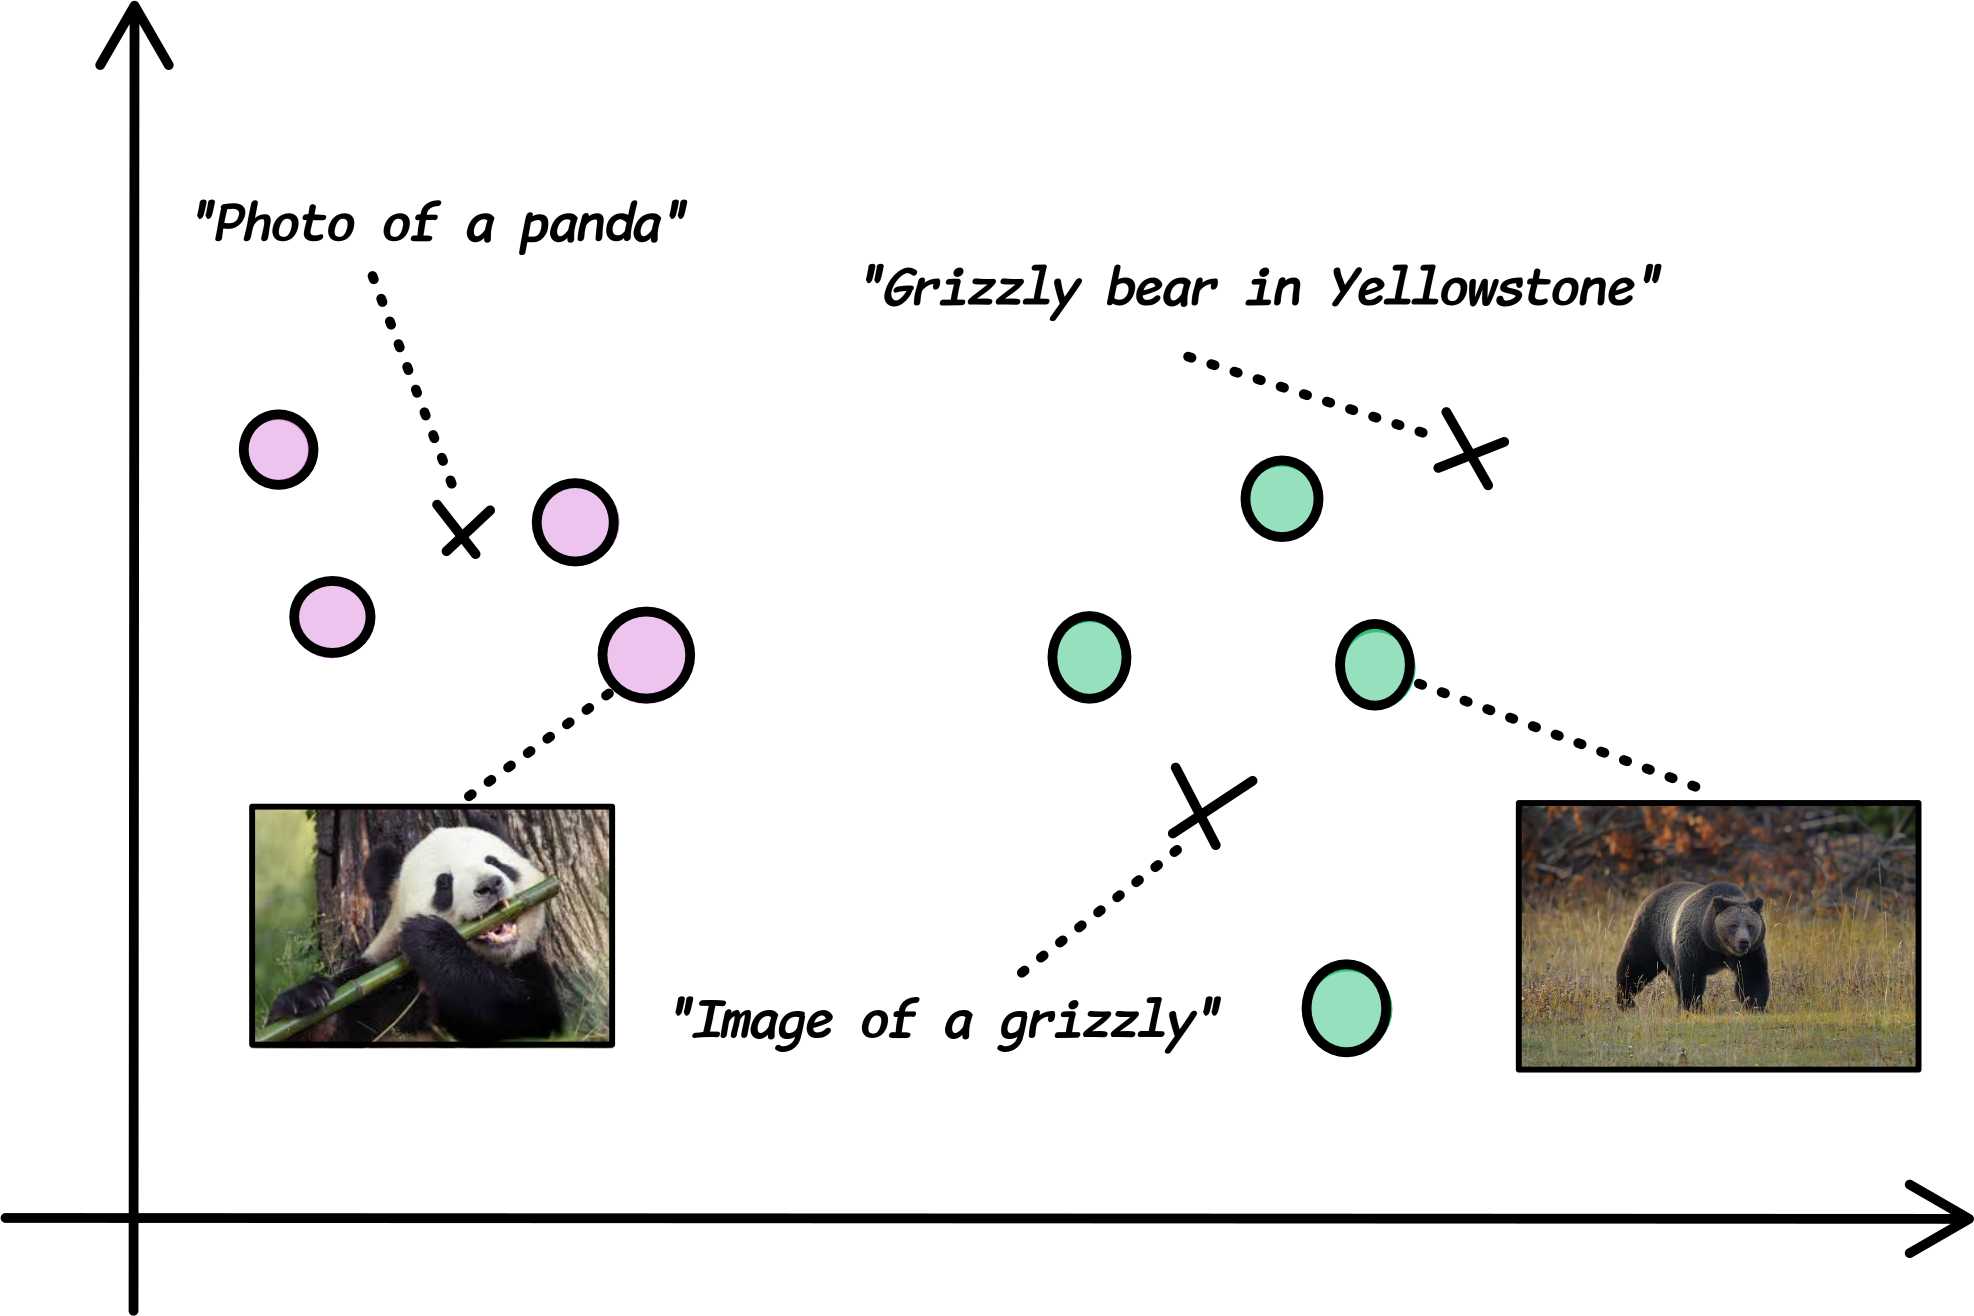 "Photo of a panda"
"Grizzly bear in Yellowstone"
"Image of a grizzly"